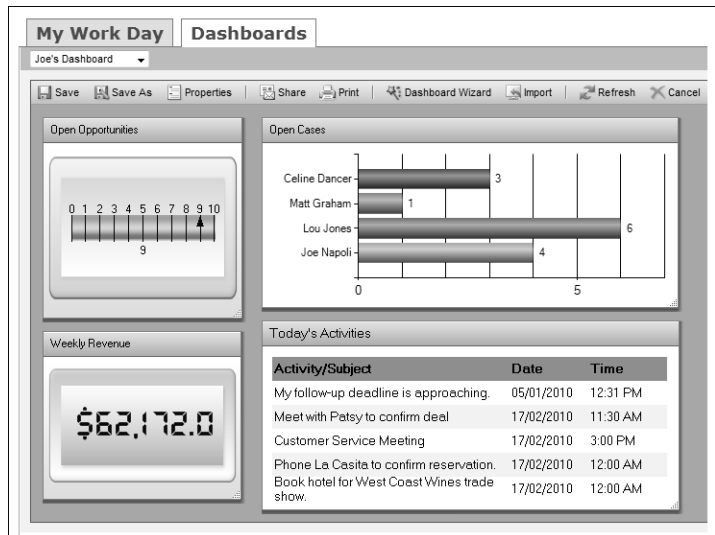 My Work Day Dashboards
Joe's Dashboard
Save Save As Properties Share Print Dashboard Wizard Import Refresh Cancel
Open Opportunities
0 1 2 3 4 5 6 7 8 9 10
9
Open Cases
Celine Dancer 3
Matt Graham 1
Lou Jones 6
Joe Napoli 4
0 5
Weekly Revenue
$62,172.0
Today's Activities
Activity/Subject Date Time
My follow-up deadline is approaching. 05/01/2010 12:31 PM
Meet with Patsy to confirm deal 17/02/2010 11:30 AM
Customer Service Meeting 17/02/2010 3:00 PM
Phone La Casita to confirm reservation. 17/02/2010 12:00 AM
Book hotel for West Coast Wines trade
show. 17/02/2010 12:00 AM